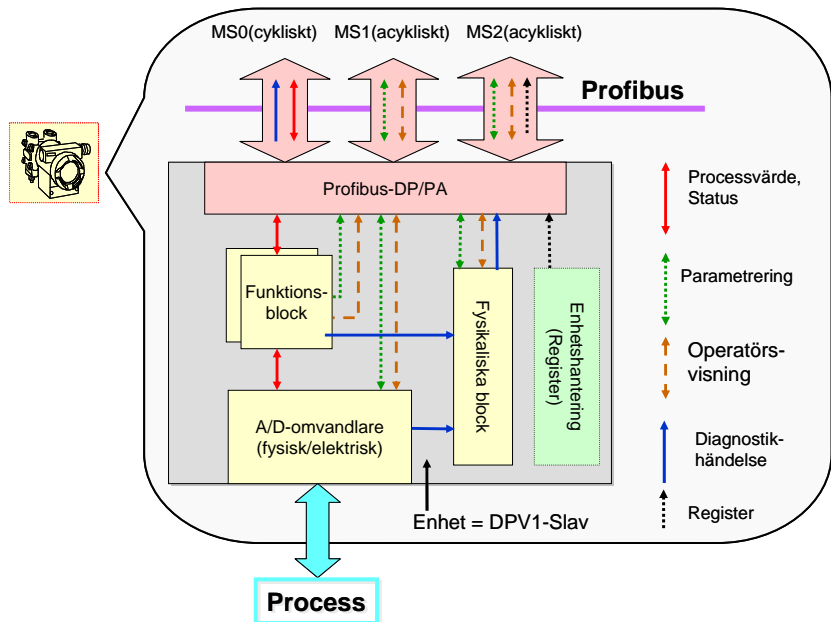 MS0(cykliskt) MS1(acykliskt) MS2(acykliskt)
Profibus
Profibus-DP/PA
Processvärde,
Status
Funktions-
block
Fysikaliska block
Enhetshantering
(Register)
Parametrering
Operatörs-
visning
A/D-omvandlare
(fysisk/elektrisk)
Diagnostik-
händelse
Enhet = DPV1-Slav
Register
Process